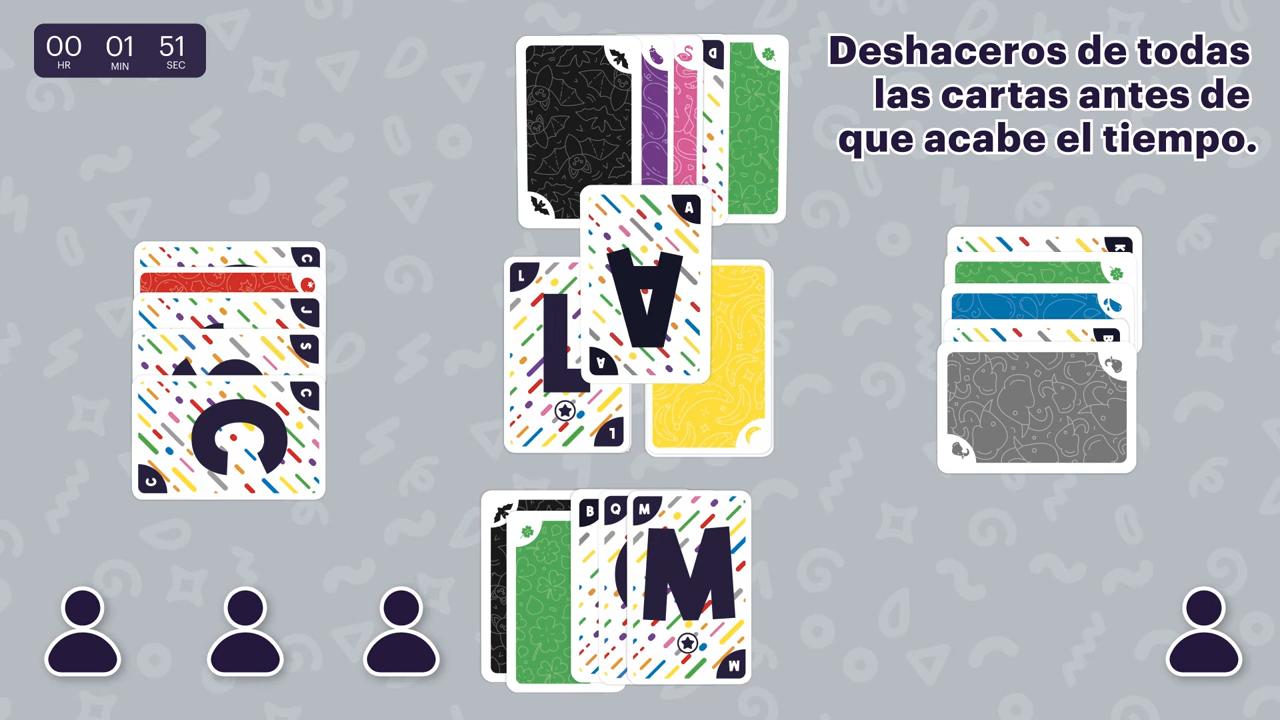 00 01 51
HR MIN SEC
Deshaceros de todas
las cartas antes de
que acabe el tiempo.
D
A
A
A
L
L
L
C
J
S
C
C
C
K
B
B
Q
M
M
M